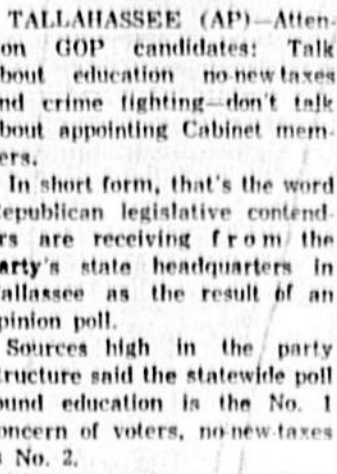 TALLAHASSEE (AP)—Atten-
on GOP candidates: Talk
bout education no-new-taxes
nd crime fighting—don't talk
bout appointing Cabinet mem-
ers.
In short form, that's the word
epublican legislative contend-
rs are receiving from the
arty's state headquarters in
allassee as the result of an
pinion poll.
Sources high in the party
tructure said the statewide poll
ound education is the No. 1
oncern of voters, no-new-taxes
s No. 2.